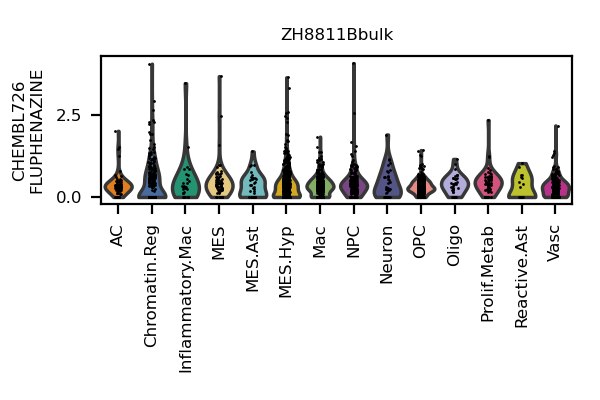 ZH8811Bbulk
CHEMBL726
FLUPHENAZINE
2.5
0.0
AC
Chromatin.Reg
Inflammatory.Mac
MES
MES.Ast
MES.Hyp
Mac
NPC
Neuron
OPC
Oligo
Prolif.Metab
Reactive.Ast
Vasc